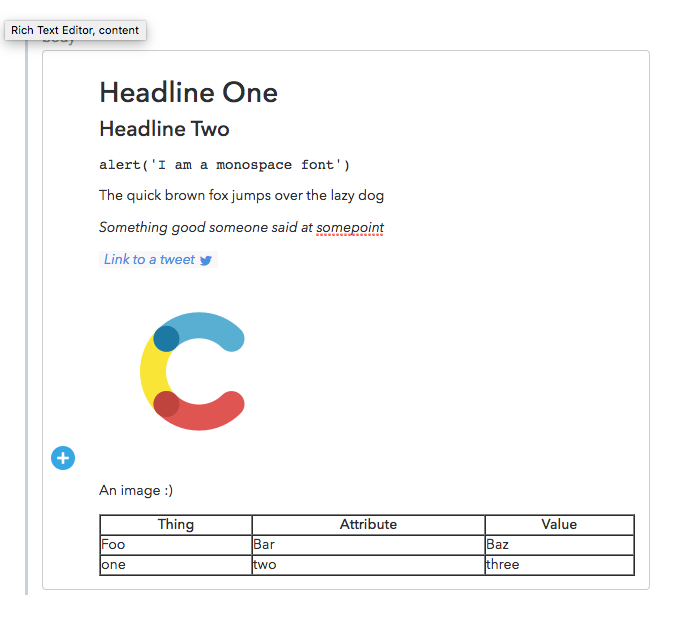 Rich Text Editor, content
body
Headline One
Headline Two
alert('I am a monospace font')
The quick brown fox jumps over the lazy dog
Something good someone said at somepoint
Link to a tweet
An image :)
Thing Attribute Value
Foo Bar Baz
one two three